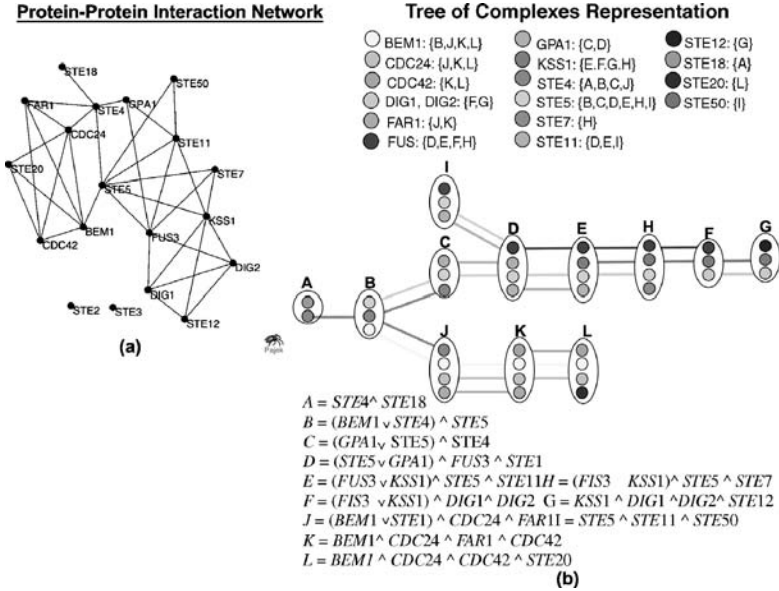 Protein-Protein Interaction Network
STE18
STE50
FAR1
STE4
GPA1
CDC24
STE11
STE20
STE5
STE7
BEM1
KSS1
CDC42
FUS3
DIG2
DIG1
STE2
STE3
STE12
(a)
Pajek
Tree of Complexes Representation
BEM1: {B,J,K,L}
CDC24: {J,K,L}
CDC42: {K,L}
DIG1, DIG2: {F,G}
FAR1: {J,K}
FUS: {D,E,F,H}
GPA1: {C,D}
KSS1: {E,F,G,H}
STE4: {A,B,C,J}
STE5: {B,C,D,E,H,I}
STE7: {H}
STE11: {D,E,I}
STE12: {G}
STE18: {A}
STE20: {L}
STE50: {I}
I
D
E
H
F
G
C
A
B
J
K
L
A = STE4^ STE18
B = (BEM1 v STE4) ^ STE5
C = (GPA1v STE5) ^ STE4
D = (STE5 v GPA1) ^ FUS3 ^ STE1
E = (FUS3 v KSS1)^ STE5 ^ STE11H = (FIS3 KSS1)^ STE5 ^ STE7
F = (FIS3 v KSS1) ^ DIG1^ DIG2 G = KSS1 ^ DIG1 ^DIG2^ STE12
J = (BEM1 v STE1) ^ CDC24 ^ FAR1I = STE5 ^ STE11 ^ STE50
K = BEM1^ CDC24 ^ FAR1 ^ CDC42
L = BEM1 ^ CDC24 ^ CDC42 ^ STE20
(b)